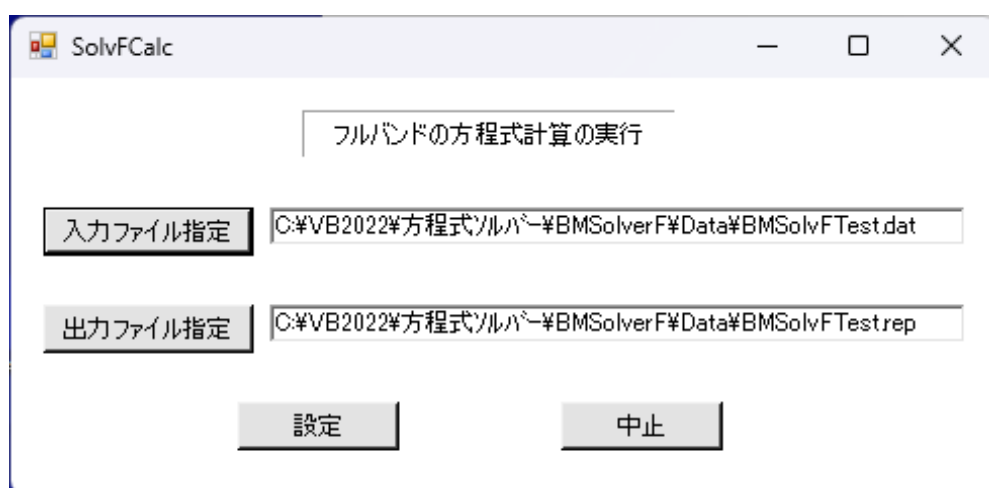 SolvFCalc
フルバンドの方程式計算の実行
入力ファイル指定 C:¥VB2022¥方程式ソルバー¥BMSolverF¥Data¥BMSolvFTest.dat
出力ファイル指定 C:¥VB2022¥方程式ソルバー¥BMSolverF¥Data¥BMSolvFTest.rep
設定 中止